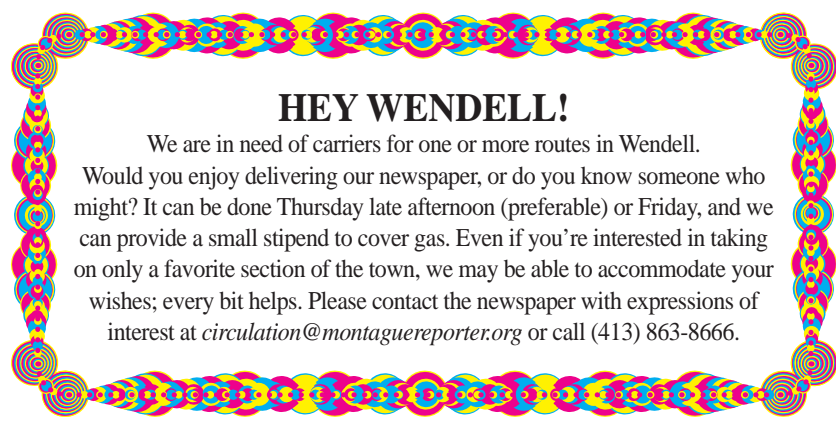 HEY WENDELL!
We are in need of carriers for one or more routes in Wendell.
Would you enjoy delivering our newspaper, or do you know someone who
might? It can be done Thursday late afternoon (preferable) or Friday, and we
can provide a small stipend to cover gas. Even if you’re interested in taking
on only a favorite section of the town, we may be able to accommodate your
wishes; every bit helps. Please contact the newspaper with expressions of
interest at circulation@montaguereporter.org or call (413) 863-8666.